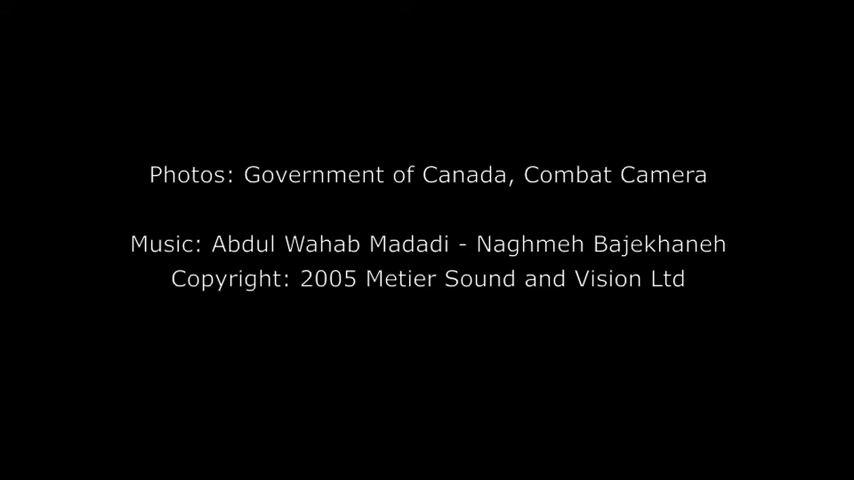 Photos: Government of Canada, Combat Camera
Music: Abdul Wahab Madadi - Naghmeh Bajekhaneh
Copyright: 2005 Metier Sound and Vision Ltd